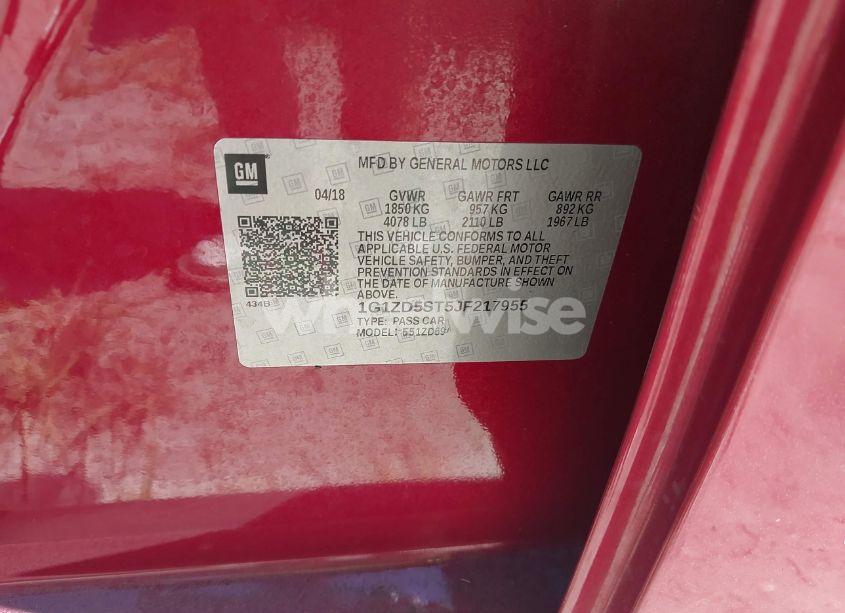 GM
MFD BY GENERAL MOTORS LLC
04/18 GVWR GAWR FRT GAWR RR
1850 KG 957 KG 892 KG
4078 LB 2110 LB 1967 LB
THIS VEHICLE CONFORMS TO ALL
APPLICABLE U.S. FEDERAL MOTOR
VEHICLE SAFETY, BUMPER, AND THEFT
PREVENTION STANDARDS IN EFFECT ON
THE DATE OF MANUFACTURE SHOWN
ABOVE.
1G1ZD5ST5JF217955
TYPE: PASS CAR
MODEL: